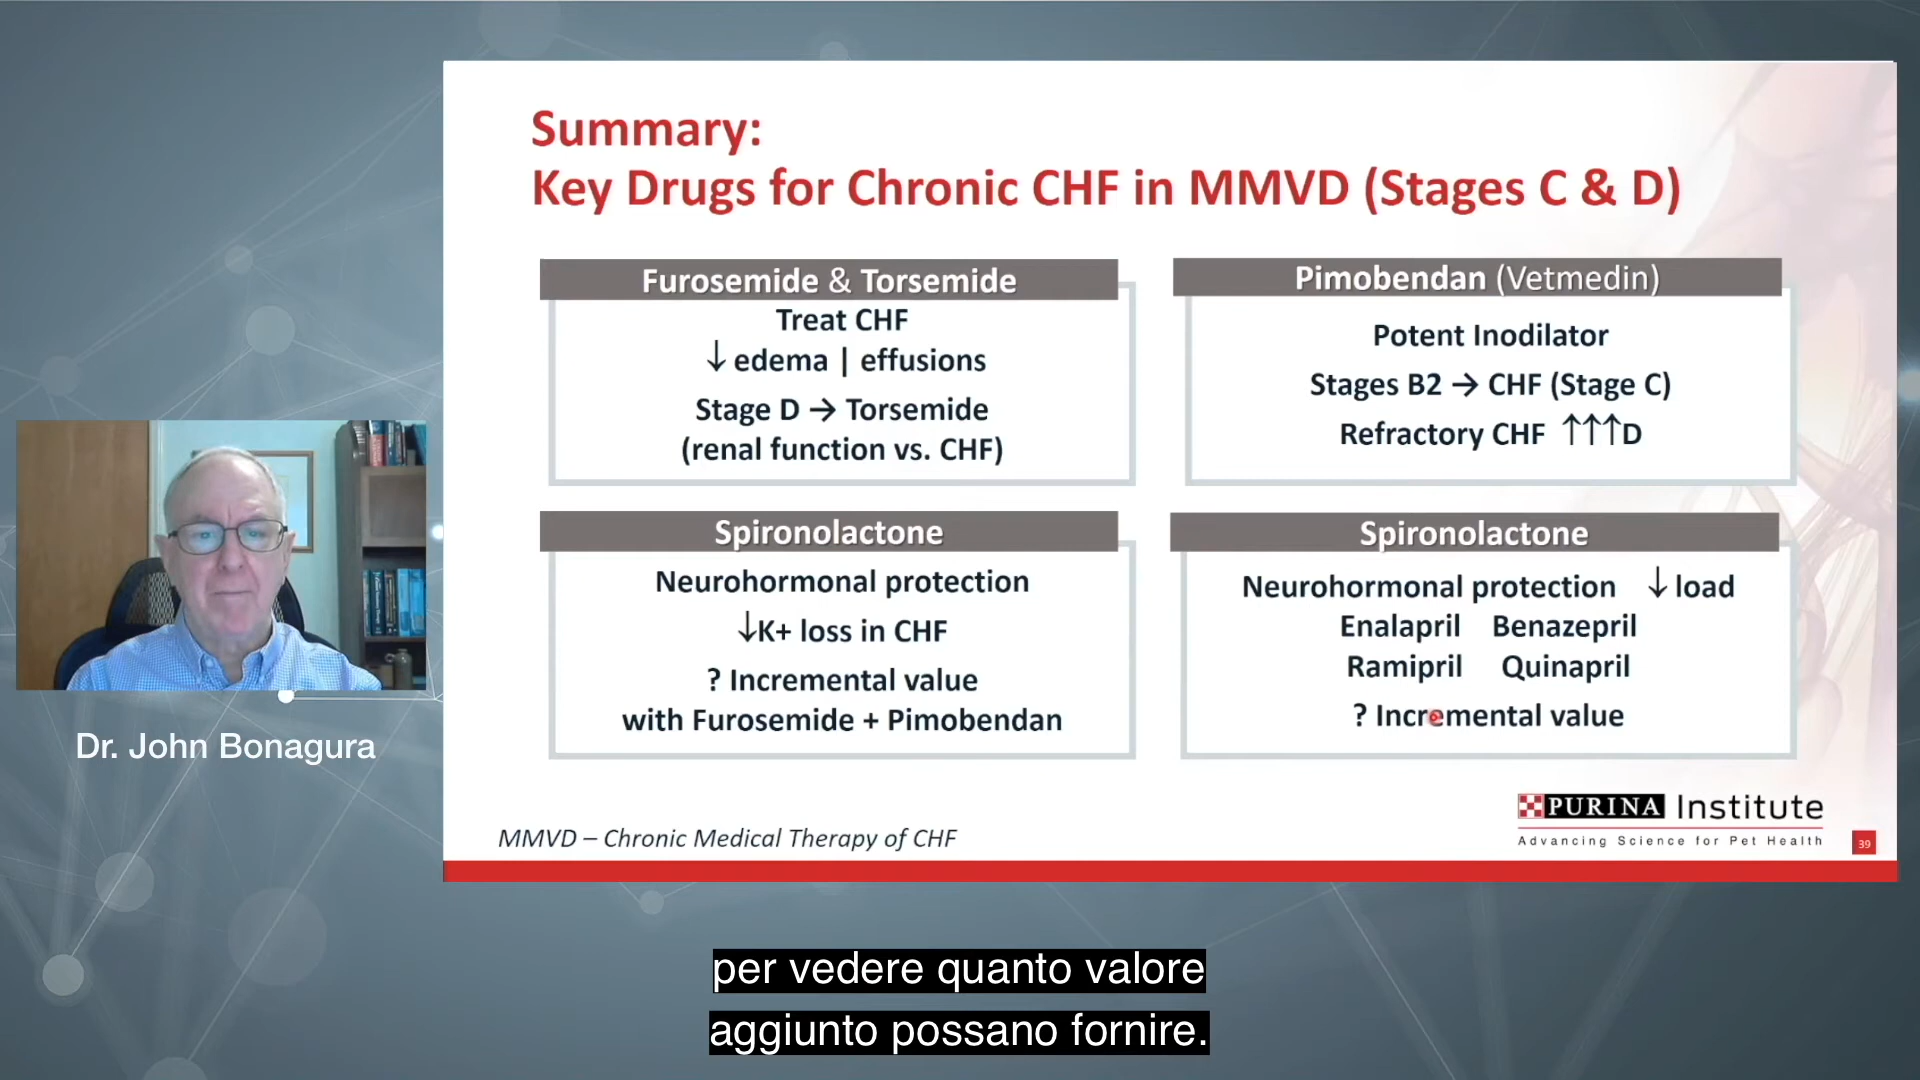 Summary:
Key Drugs for Chronic CHF in MMVD (Stages C & D)
Furosemide & Torsemide
Treat CHF
↓ edema | effusions
Stage D → Torsemide
(renal function vs. CHF)
Pimobendan (Vetmedin)
Potent Inodilator
Stages B2 → CHF (Stage C)
Refractory CHF ↑↑↑D
Spironolactone
Neurohormonal protection
↓K+ loss in CHF
? Incremental value
with Furosemide + Pimobendan
Spironolactone
Neurohormonal protection ↓ load
Enalapril Benazepril
Ramipril Quinapril
? Incremental value
Dr. John Bonagura
MMVD – Chronic Medical Therapy of CHF
PURINA Institute
Advancing Science for Pet Health
39
per vedere quanto valore
aggiunto possano fornire.